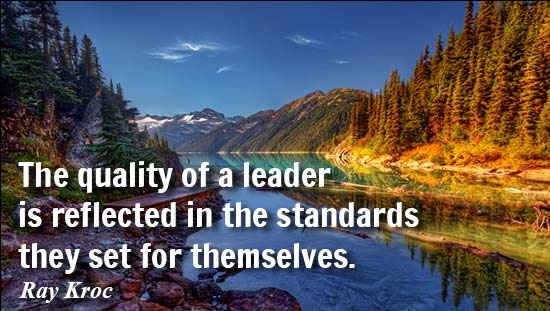 The quality of a leader
is reflected in the standards
they set for themselves.
Ray Kroc